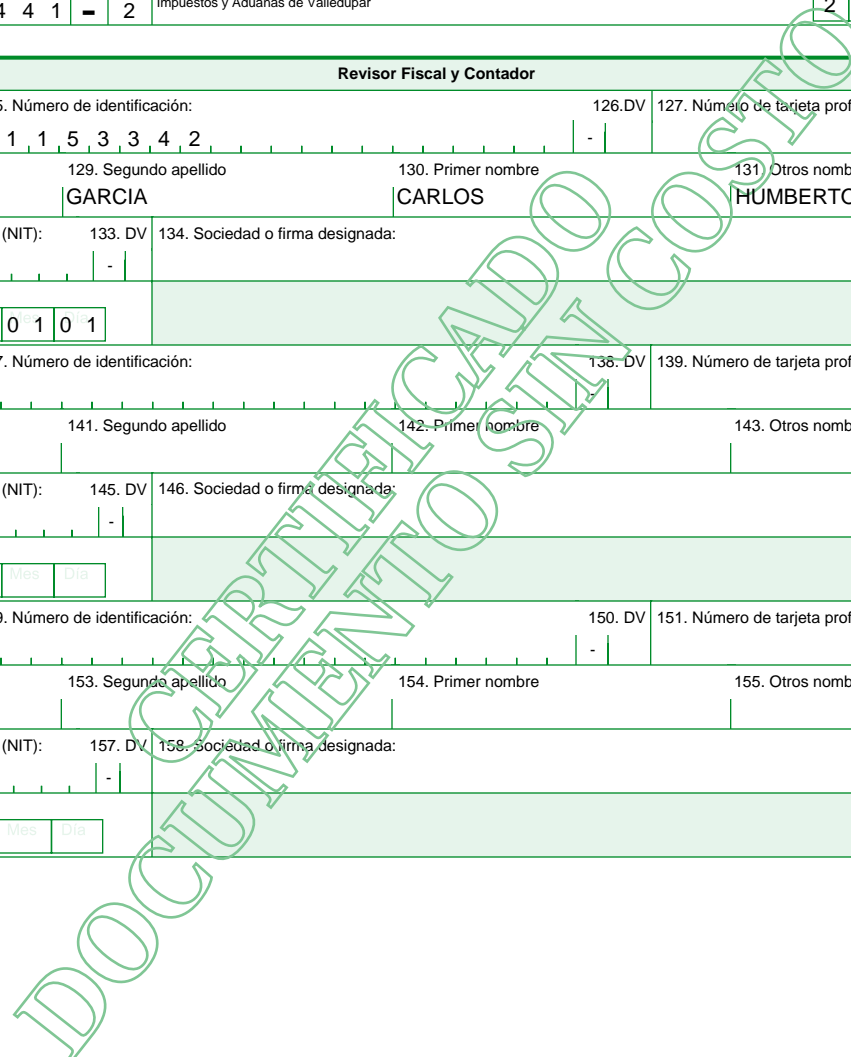 4 4 1 - 2 Impuestos y Aduanas de Valledupar 2
Revisor Fiscal y Contador
5. Número de identificación: 126.DV 127. Número de tarjeta prof
1 1 5 3 3 4 2 -
129. Segundo apellido 130. Primer nombre 131. Otros nomb
GARCIA CARLOS HUMBERTO
(NIT): 133. DV 134. Sociedad o firma designada:
-
Mes Día
0 1 0 1
7. Número de identificación: 138. DV 139. Número de tarjeta prof
-
141. Segundo apellido 142. Primer nombre 143. Otros nomb
(NIT): 145. DV 146. Sociedad o firma designada:
-
Mes Día
9. Número de identificación: 150. DV 151. Número de tarjeta prof
-
153. Segundo apellido 154. Primer nombre 155. Otros nomb
(NIT): 157. DV 158. Sociedad o firma designada:
-
Mes Día
CERTIFICADO
DOCUMENTO SIN COSTO